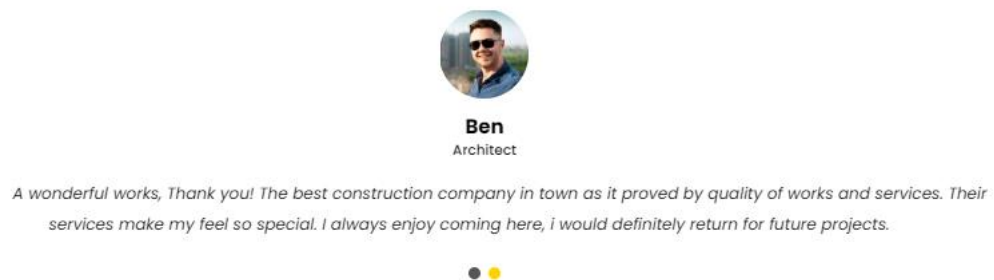 Ben
Architect
A wonderful works, Thank you! The best construction company in town as it proved by quality of works and services. Their
services make my feel so special. I always enjoy coming here, i would definitely return for future projects.